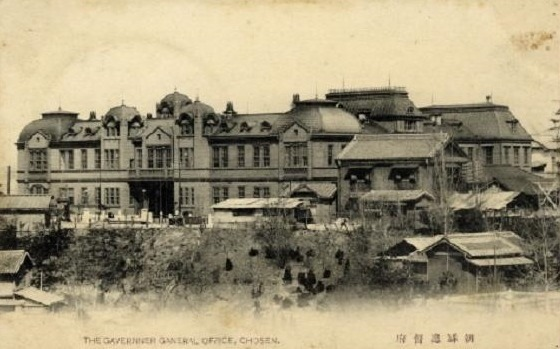 THE GAVERNNER GANERAL OFFICE, CHOSEN.
府督總鮮朝